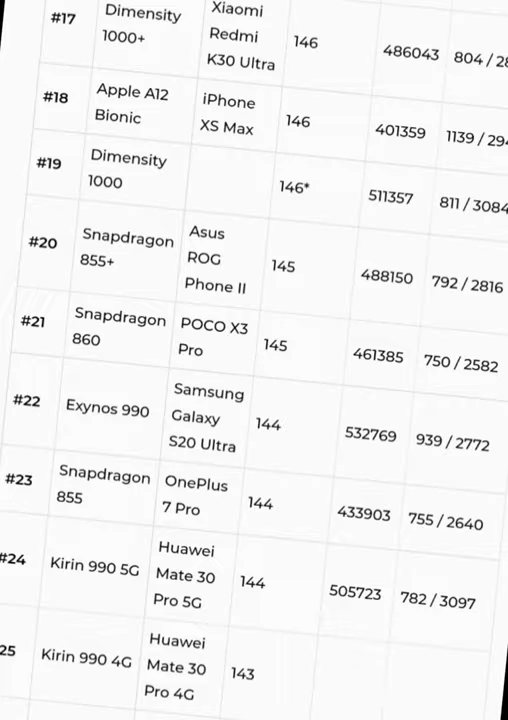 #17 Dimensity 1000+ Xiaomi Redmi K30 Ultra 146 486043 804 /
#18 Apple A12 Bionic iPhone XS Max 146 401359 1139 /
#19 Dimensity 1000 146* 511357 811 / 3084
#20 Snapdragon 855+ Asus ROG Phone II 145 488150 792 / 2816
#21 Snapdragon 860 POCO X3 Pro 145 461385 750 / 2582
#22 Exynos 990 Samsung Galaxy S20 Ultra 144 532769 939 / 2772
#23 Snapdragon 855 OnePlus 7 Pro 144 433903 755 / 2640
#24 Kirin 990 5G Huawei Mate 30 Pro 5G 144 505723 782 / 3097
25 Kirin 990 4G Huawei Mate 30 Pro 4G 143